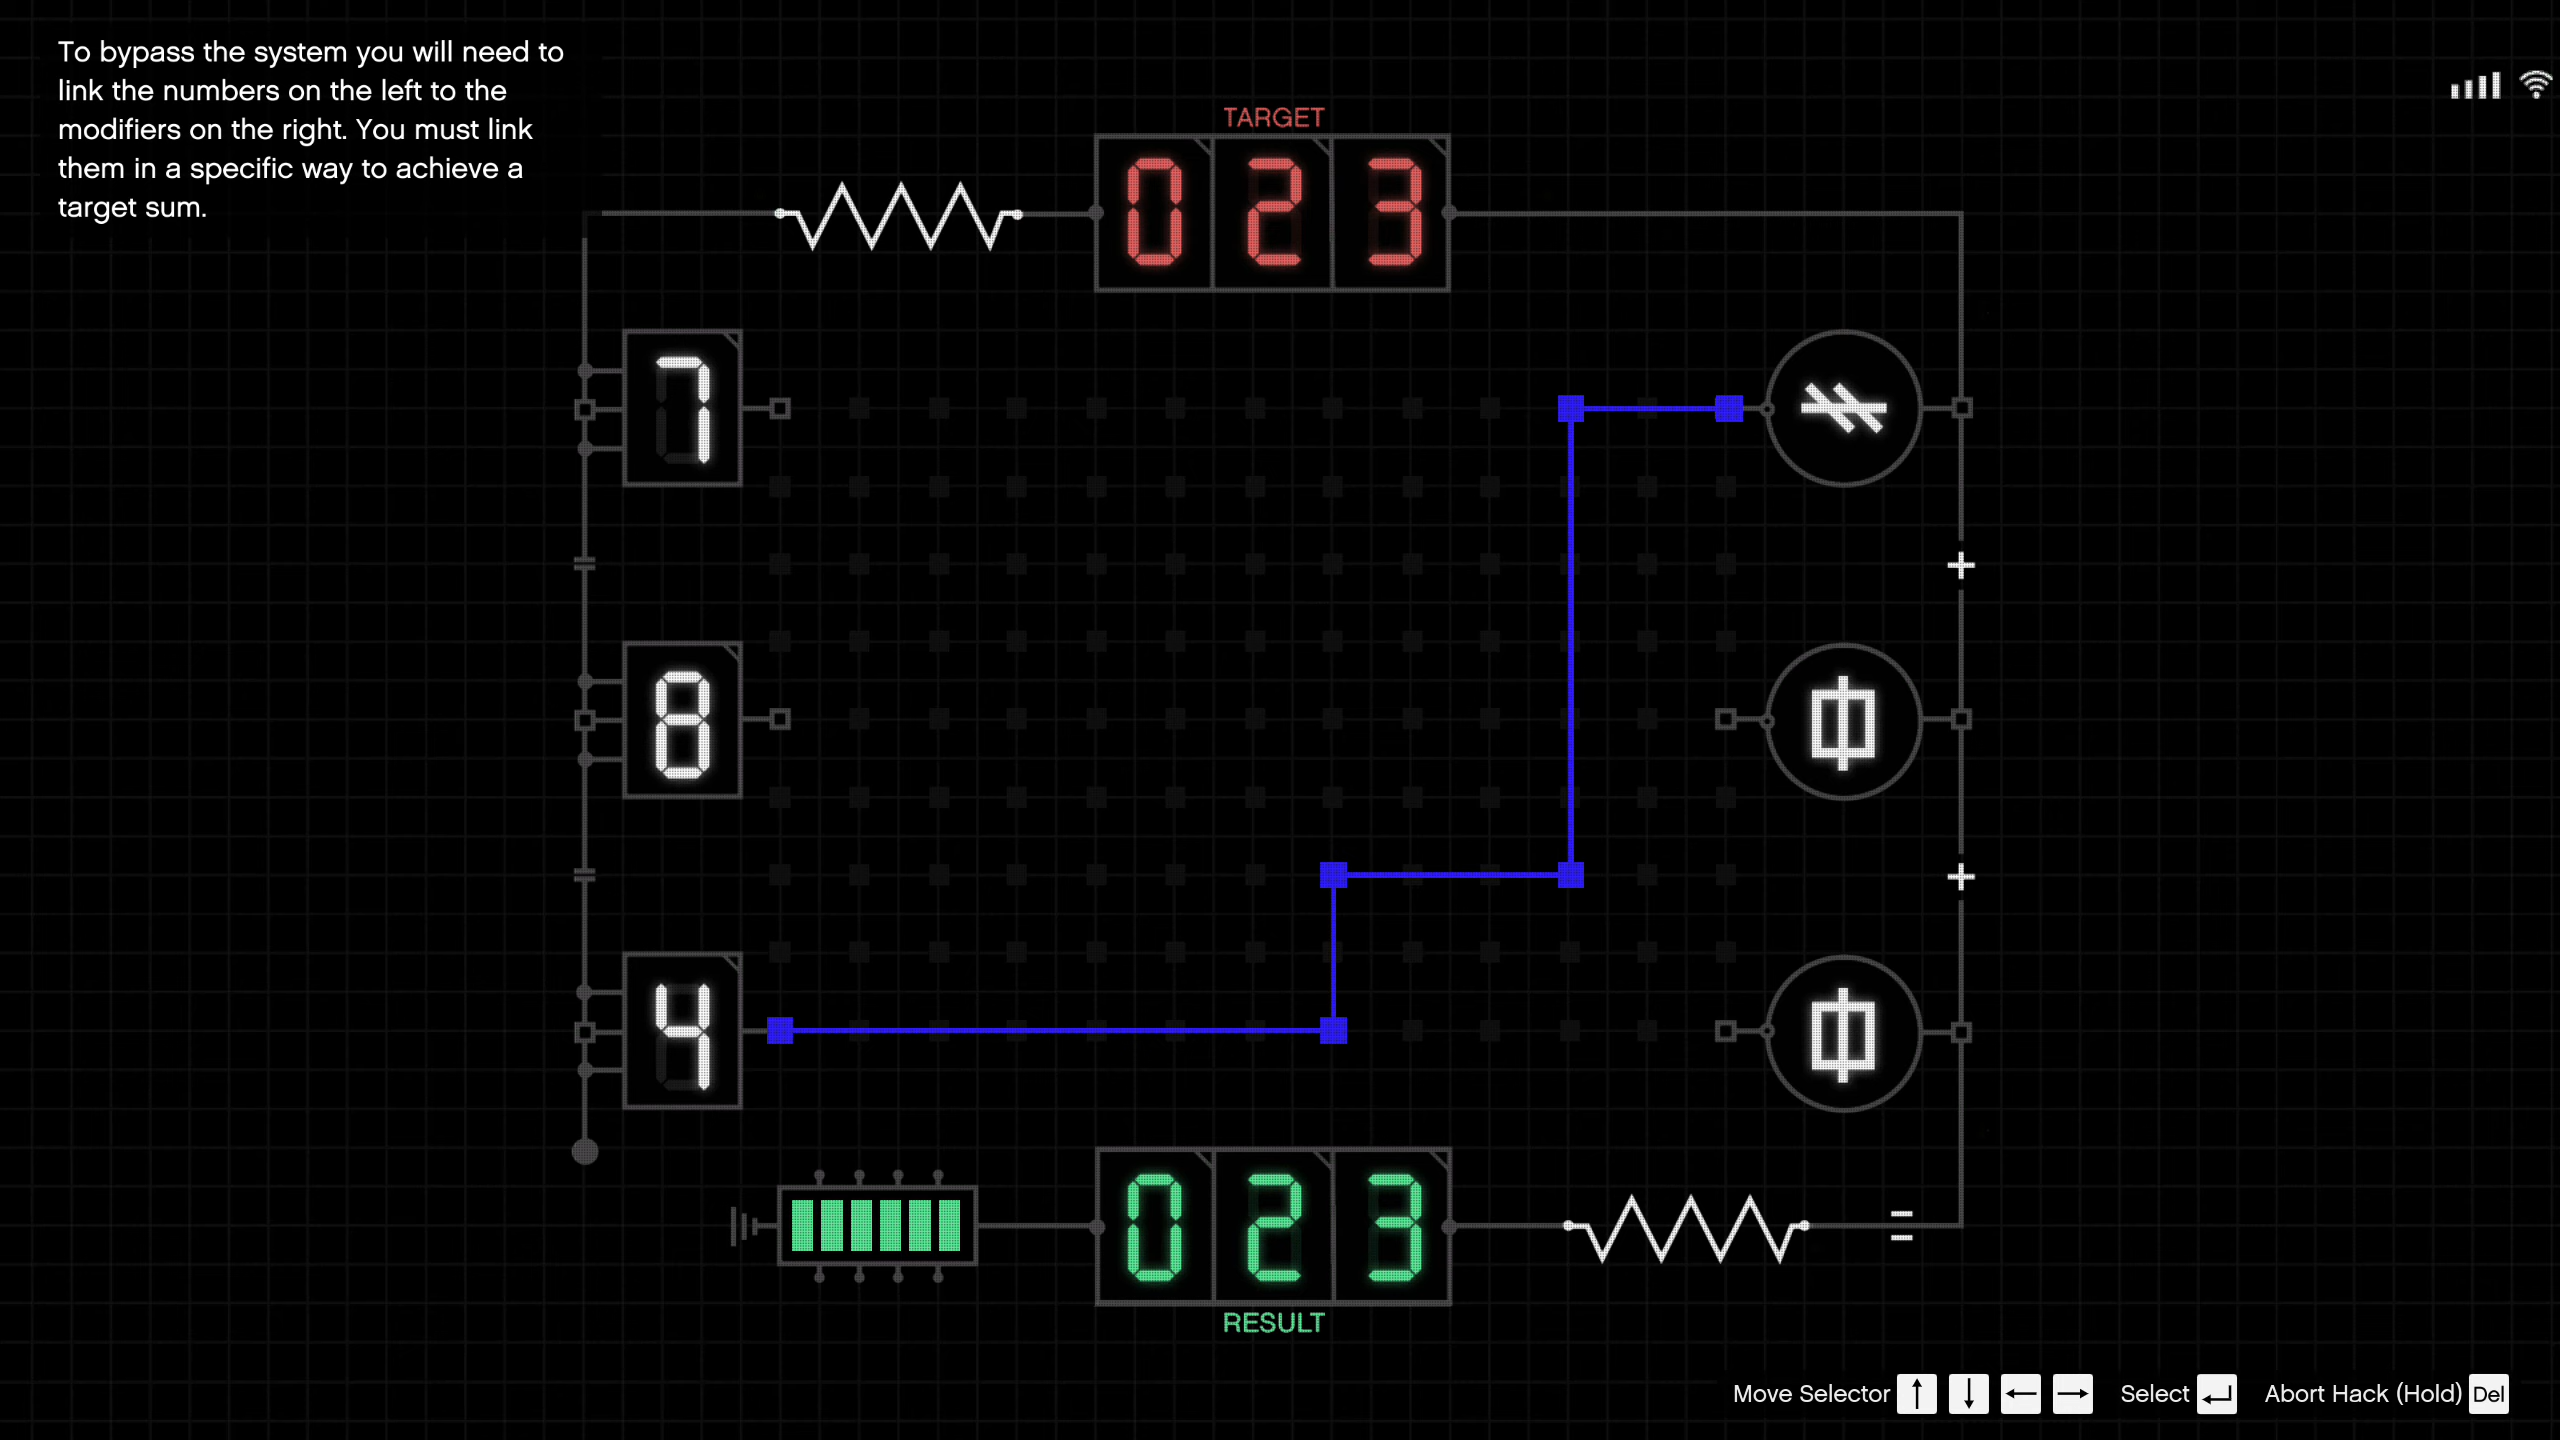 To bypass the system you will need to
link the numbers on the left to the
modifiers on the right. You must link
them in a specific way to achieve a
target sum.
TARGET
023
7
8
+
+
4
023
=
RESULT
Move Selector ↑ ↓ ← → Select ↵ Abort Hack (Hold) Del